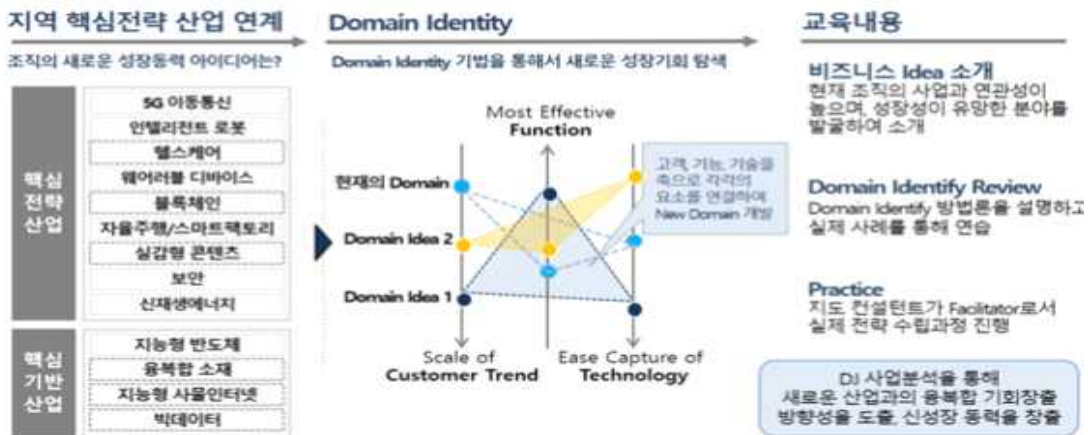 지역 핵심전략 산업 연계
조직의 새로운 성장동력 아이디어는?
핵심
전략
산업
5G 이동통신
인텔리전트 로봇
헬스케어
웨어러블 디바이스
블록체인
자율주행/스마트팩토리
실감형 콘텐츠
보안
신재생에너지
핵심
기반
산업
지능형 반도체
융복합 소재
지능형 사물인터넷
빅데이터
Domain Identity
Domain Identity 기법을 통해서 새로운 성장기회 탐색
Most Effective
Function
현재의 Domain
Domain Idea 2
Domain Idea 1
고객, 기능, 기술을
축으로 각각의
요소를 연결하여
New Domain 개발
Scale of
Customer Trend
Ease Capture of
Technology
교육내용
비즈니스 Idea 소개
현재 조직의 사업과 연관성이
높으며, 성장성이 유망한 분야를
발굴하여 소개
Domain Identify Review
Domain Identify 방법론을 설명하고
실제 사례를 통해 연습
Practice
지도 컨설턴트가 Facilitator로서
실제 전략 수립과정 진행
DJ 사업분석을 통해
새로운 산업과의 융복합 기회창출
방향성을 도출, 신성장 동력을 창출